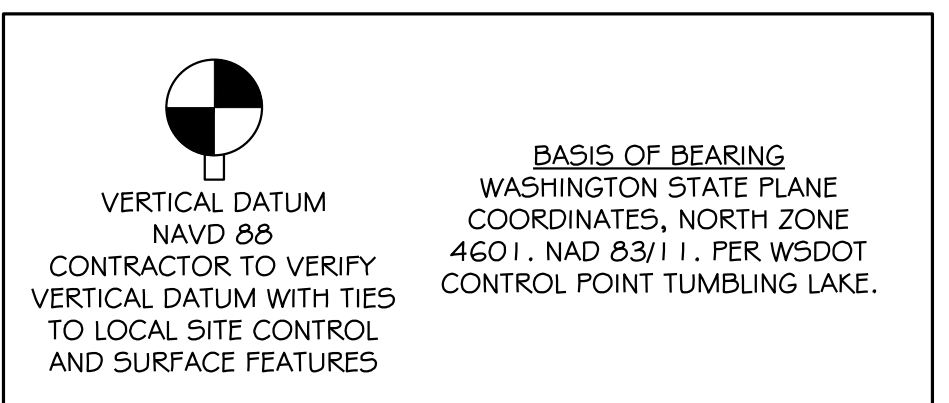 VERTICAL DATUM
NAVD 88
CONTRACTOR TO VERIFY
VERTICAL DATUM WITH TIES
TO LOCAL SITE CONTROL
AND SURFACE FEATURES
BASIS OF BEARING
WASHINGTON STATE PLANE
COORDINATES, NORTH ZONE
4601. NAD 83/11. PER WSDOT
CONTROL POINT TUMBLING LAKE.